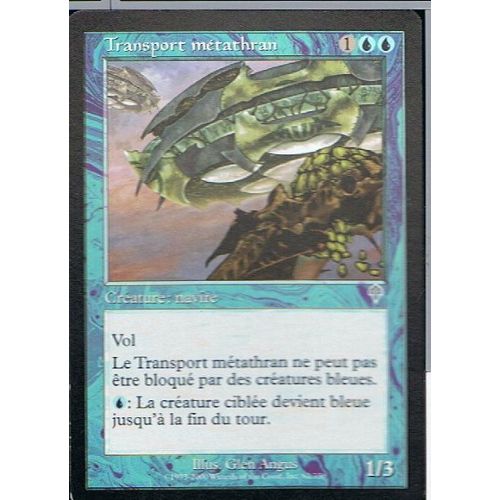 Transport métathran 1
Créature : navire
Vol
Le Transport métathran ne peut pas
être bloqué par des créatures bleues.
: La créature ciblée devient bleue
jusqu'à la fin du tour.
Illus. Glen Angus
1/3